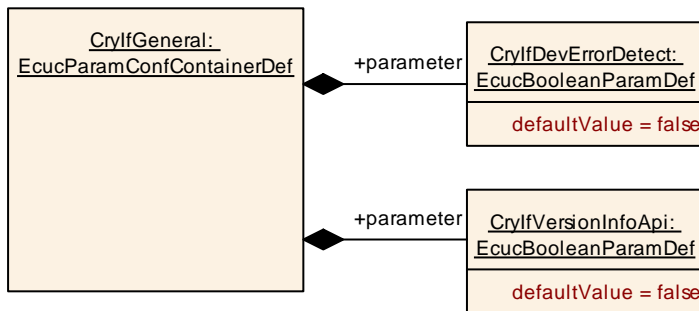 CryIfGeneral:
EcucParamConfContainerDef
+parameter
CryIfDevErrorDetect:
EcucBooleanParamDef
defaultValue = false
+parameter
CryIfVersionInfoApi:
EcucBooleanParamDef
defaultValue = false